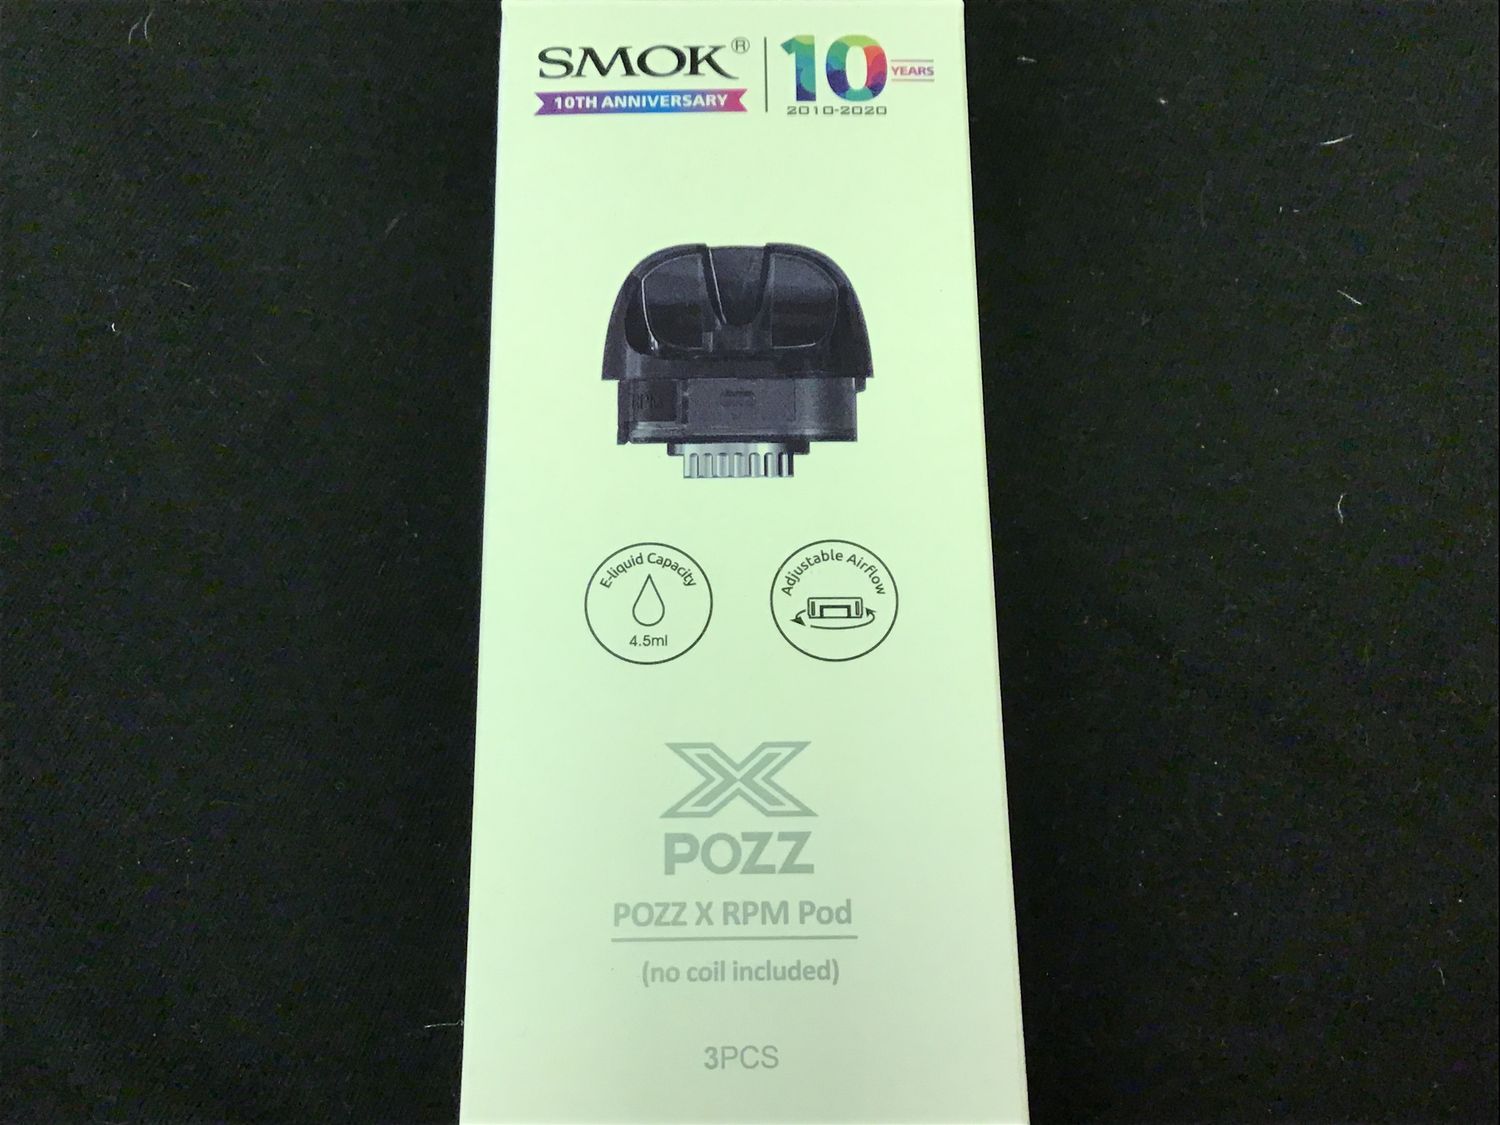 SMOK®
10TH ANNIVERSARY
10 YEARS
2010-2020
RPM
E-liquid Capacity
4.5ml
Adjustable Airflow
X
POZZ
POZZ X RPM Pod
(no coil included)
3PCS